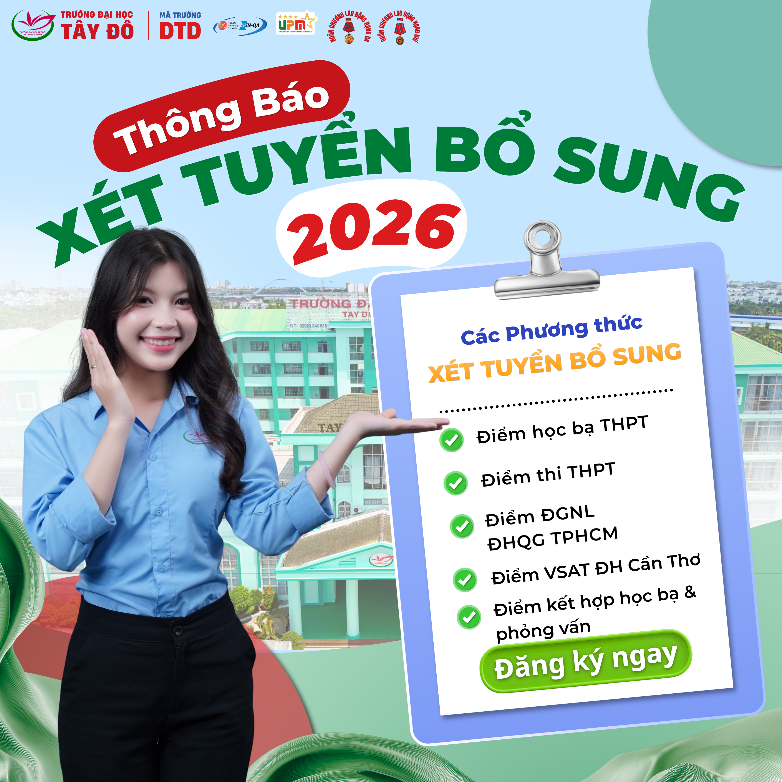 TRƯỜNG ĐẠI HỌC
TÂY ĐÔ
MÃ TRƯỜNG
DTD
UPM
Thông Báo
XÉT TUYỂN BỔ SUNG
2026
TRƯỜNG Đ
TÂY Đ
TÂY
Các Phương thức
XÉT TUYỂN BỔ SUNG
Điểm học bạ THPT
Điểm thi THPT
Điểm ĐGNL
ĐHQG TPHCM
Điểm VSAT ĐH Cần Thơ
Điểm kết hợp học bạ &
phỏng vấn
Đăng ký ngay